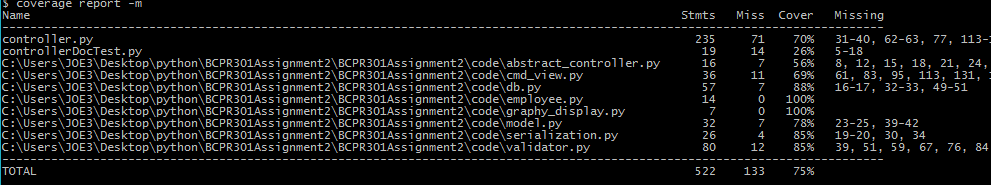 $ coverage report -m
Name Stmts Miss Cover Missing
controller.py 235 71 70% 31-40, 62-63, 77, 113-
controllerDocTest.py 19 14 26% 5-18
C:\Users\JOE3\Desktop\python\BCPR301Assignment2\BCPR301Assignment2\code\abstract_controller.py 16 7 56% 8, 12, 15, 18, 21, 24,
C:\Users\JOE3\Desktop\python\BCPR301Assignment2\BCPR301Assignment2\code\cmd_view.py 36 11 69% 61, 83, 95, 113, 131, 1
C:\Users\JOE3\Desktop\python\BCPR301Assignment2\BCPR301Assignment2\code\db.py 57 7 88% 16-17, 32-33, 49-51
C:\Users\JOE3\Desktop\python\BCPR301Assignment2\BCPR301Assignment2\code\employee.py 14 0 100%
C:\Users\JOE3\Desktop\python\BCPR301Assignment2\BCPR301Assignment2\code\graphy_display.py 7 0 100%
C:\Users\JOE3\Desktop\python\BCPR301Assignment2\BCPR301Assignment2\code\model.py 32 7 78% 23-25, 39-42
C:\Users\JOE3\Desktop\python\BCPR301Assignment2\BCPR301Assignment2\code\serialization.py 26 4 85% 19-20, 30, 34
C:\Users\JOE3\Desktop\python\BCPR301Assignment2\BCPR301Assignment2\code\validator.py 80 12 85% 39, 51, 59, 67, 76, 84
TOTAL 522 133 75%